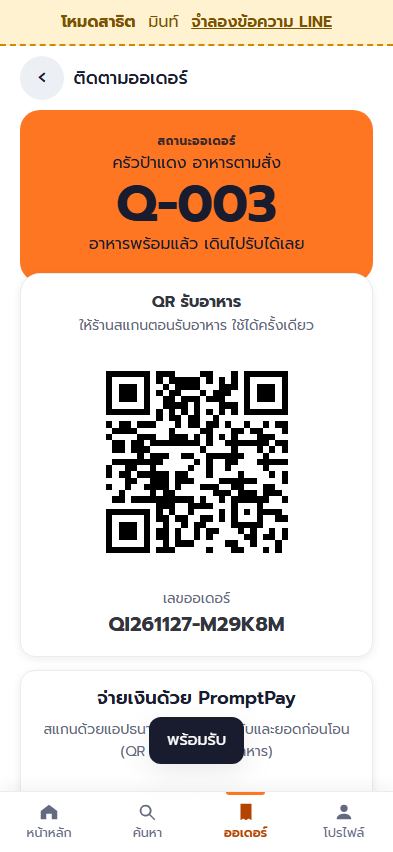 โหมดสาธิต มินท์ จำลองข้อความ LINE
ติดตามออเดอร์
สถานะออเดอร์
ครัวป้าแดง อาหารตามสั่ง
Q-003
อาหารพร้อมแล้ว เดินไปรับได้เลย
QR รับอาหาร
ให้ร้านสแกนตอนรับอาหาร ใช้ได้ครั้งเดียว
เลขออเดอร์
QI261127-M29K8M
จ่ายเงินด้วย PromptPay
สแกนด้วยแอปธนา
และยอดก่อนโอน
(QR
พร้อมรับ
หน้าหลัก
ค้นหา
ออเดอร์
โปรไฟล์